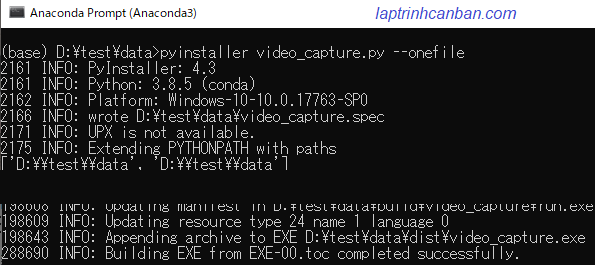 Anaconda Prompt (Anaconda3)
laptrinhcanban.com
(base) D:¥test¥data>pyinstaller video_capture.py --onefile
2161 INFO: PyInstaller: 4.3
2161 INFO: Python: 3.8.5 (conda)
2162 INFO: Platform: Windows-10-10.0.17763-SP0
2166 INFO: wrote D:¥test¥data¥video_capture.spec
2171 INFO: UPX is not available.
2175 INFO: Extending PYTHONPATH with paths
['D:¥¥test¥¥data', 'D:¥¥test¥¥data']
198608 INFO: Updating manifest in D:¥test¥data¥build¥video_capture¥run.exe
198609 INFO: Updating resource type 24 name 1 language 0
198643 INFO: Appending archive to EXE D:¥test¥data¥dist¥video_capture.exe
288690 INFO: Building EXE from EXE-00.toc completed successfully.